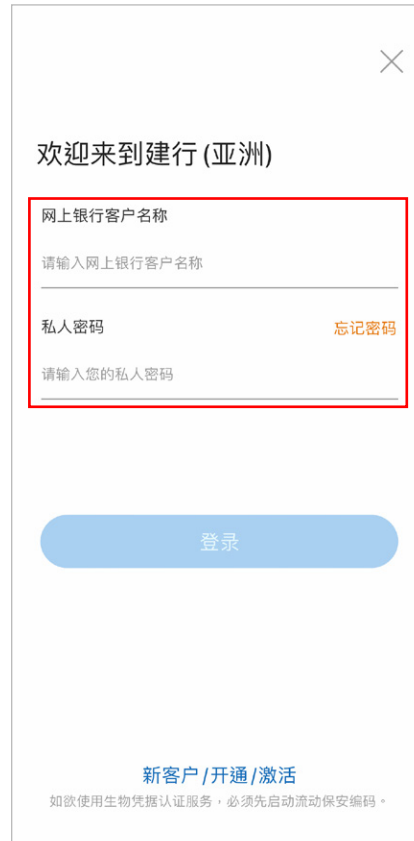 欢迎来到建行(亚洲)
网上银行客户名称
请输入网上银行客户名称
私人密码 忘记密码
请输入您的私人密码
登录
新客户/开通/激活
如欲使用生物凭据认证服务，必须先启动流动保安编码。